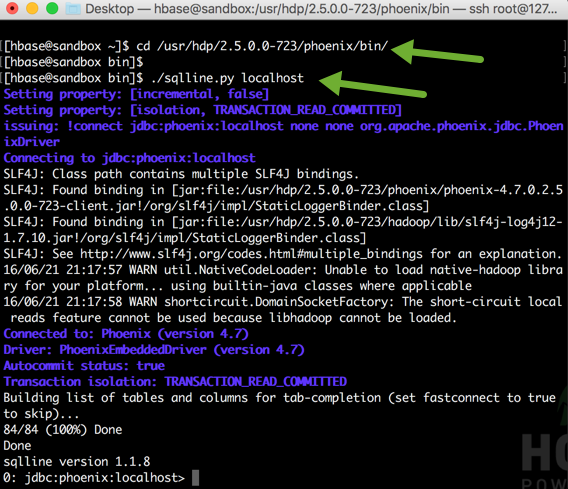 Desktop — hbase@sandbox:/usr/hdp/2.5.0.0-723/phoenix/bin — ssh root@127...
[[hbase@sandbox ~]$ cd /usr/hdp/2.5.0.0-723/phoenix/bin/ ]
[[hbase@sandbox bin]$ ]
[[hbase@sandbox bin]$ ./sqlline.py localhost ]
Setting property: [incremental, false]
Setting property: [isolation, TRANSACTION_READ_COMMITTED]
issuing: !connect jdbc:phoenix:localhost none none org.apache.phoenix.jdbc.Phoen
ixDriver
Connecting to jdbc:phoenix:localhost
SLF4J: Class path contains multiple SLF4J bindings.
SLF4J: Found binding in [jar:file:/usr/hdp/2.5.0.0-723/phoenix/phoenix-4.7.0.2.5
.0.0-723-client.jar!/org/slf4j/impl/StaticLoggerBinder.class]
SLF4J: Found binding in [jar:file:/usr/hdp/2.5.0.0-723/hadoop/lib/slf4j-log4j12-
1.7.10.jar!/org/slf4j/impl/StaticLoggerBinder.class]
SLF4J: See http://www.slf4j.org/codes.html#multiple_bindings for an explanation.
16/06/21 21:17:57 WARN util.NativeCodeLoader: Unable to load native-hadoop libra
ry for your platform... using builtin-java classes where applicable
16/06/21 21:17:58 WARN shortcircuit.DomainSocketFactory: The short-circuit local
 reads feature cannot be used because libhadoop cannot be loaded.
Connected to: Phoenix (version 4.7)
Driver: PhoenixEmbeddedDriver (version 4.7)
Autocommit status: true
Transaction isolation: TRANSACTION_READ_COMMITTED
Building list of tables and columns for tab-completion (set fastconnect to true
to skip)...
84/84 (100%) Done
Done
sqlline version 1.1.8
0: jdbc:phoenix:localhost>